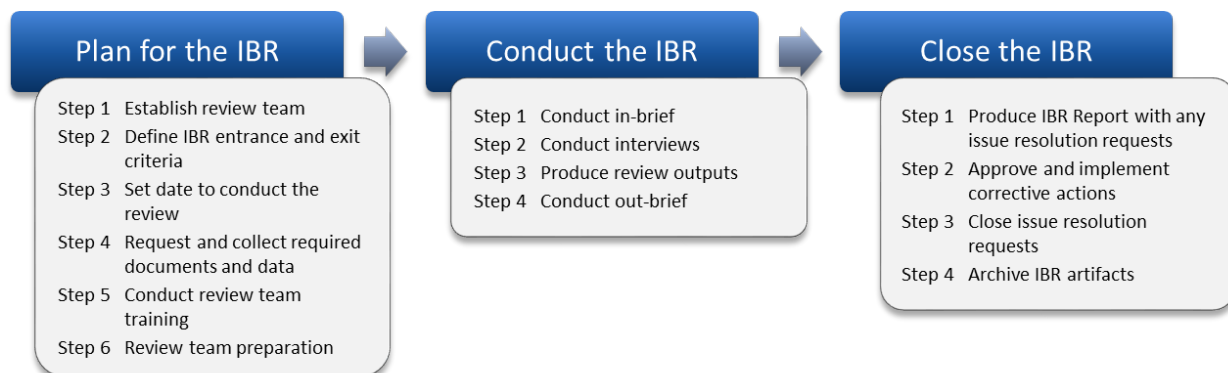 Plan for the IBR
Step 1 Establish review team
Step 2 Define IBR entrance and exit
criteria
Step 3 Set date to conduct the
review
Step 4 Request and collect required
documents and data
Step 5 Conduct review team
training
Step 6 Review team preparation
Conduct the IBR
Step 1 Conduct in-brief
Step 2 Conduct interviews
Step 3 Produce review outputs
Step 4 Conduct out-brief
Close the IBR
Step 1 Produce IBR Report with any
issue resolution requests
Step 2 Approve and implement
corrective actions
Step 3 Close issue resolution
requests
Step 4 Archive IBR artifacts